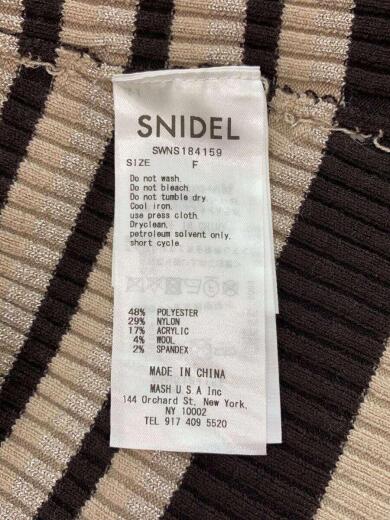 SNIDEL
SWNS184159
SIZE F
Do not wash.
Do not bleach.
Do not tumble dry.
Cool iron.
use press cloth.
Dryclean,
petroleum solvent only.
short cycle.
48% POLYESTER
29% NYLON
17% ACRYLIC
4% WOOL
2% SPANDEX
MADE IN CHINA
MASH U S A Inc
144 Orchard St, New York,
NY 10002
TEL 917 409 5520